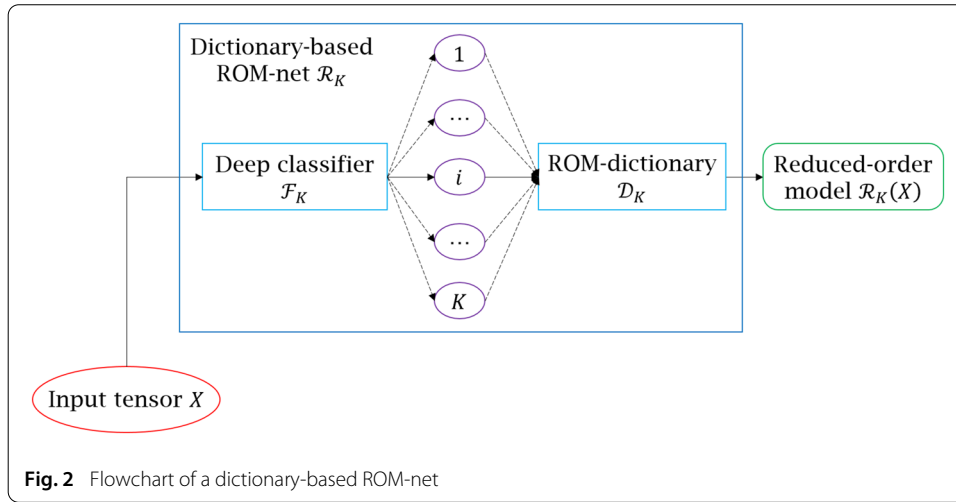 Dictionary-based
ROM-net ℛ_K
1
...
Deep classifier
ℱ_K
i
ROM-dictionary
𝒟_K
Reduced-order
model ℛ_K(X)
...
K
Input tensor X
Fig. 2 Flowchart of a dictionary-based ROM-net